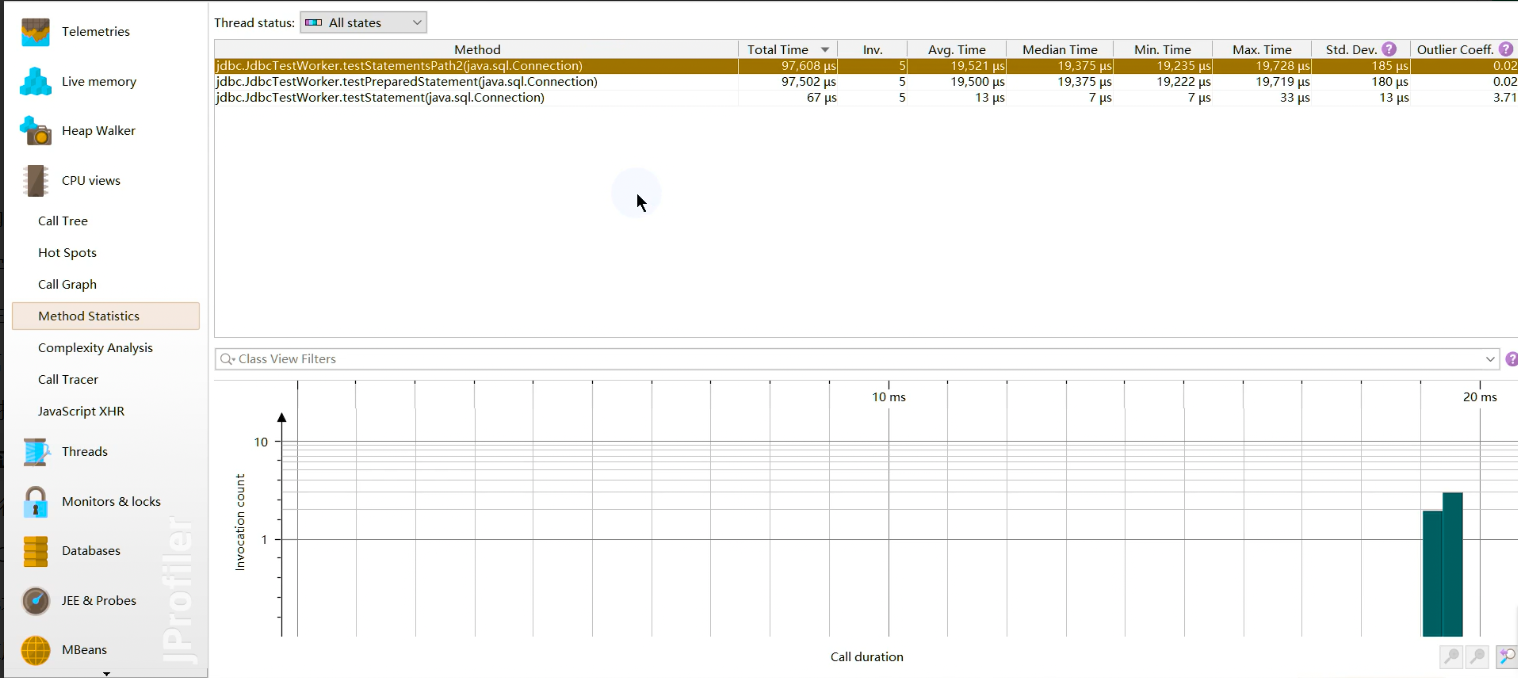 Telemetries
Live memory
Heap Walker
CPU views
Call Tree
Hot Spots
Call Graph
Method Statistics
Complexity Analysis
Call Tracer
JavaScript XHR
Threads
Monitors & locks
Databases
JEE & Probes
MBeans
JProfiler
Thread status: All states
Method Total Time Inv. Avg. Time Median Time Min. Time Max. Time Std. Dev. ? Outlier Coeff. ?
jdbc.JdbcTestWorker.testStatementsPath2(java.sql.Connection) 97,608 µs 5 19,521 µs 19,375 µs 19,235 µs 19,728 µs 185 µs 0.02
jdbc.JdbcTestWorker.testPreparedStatement(java.sql.Connection) 97,502 µs 5 19,500 µs 19,375 µs 19,222 µs 19,719 µs 180 µs 0.02
jdbc.JdbcTestWorker.testStatement(java.sql.Connection) 67 µs 5 13 µs 7 µs 7 µs 33 µs 13 µs 3.71
Class View Filters ?
10 ms 20 ms
10
1
Invocation count
Call duration